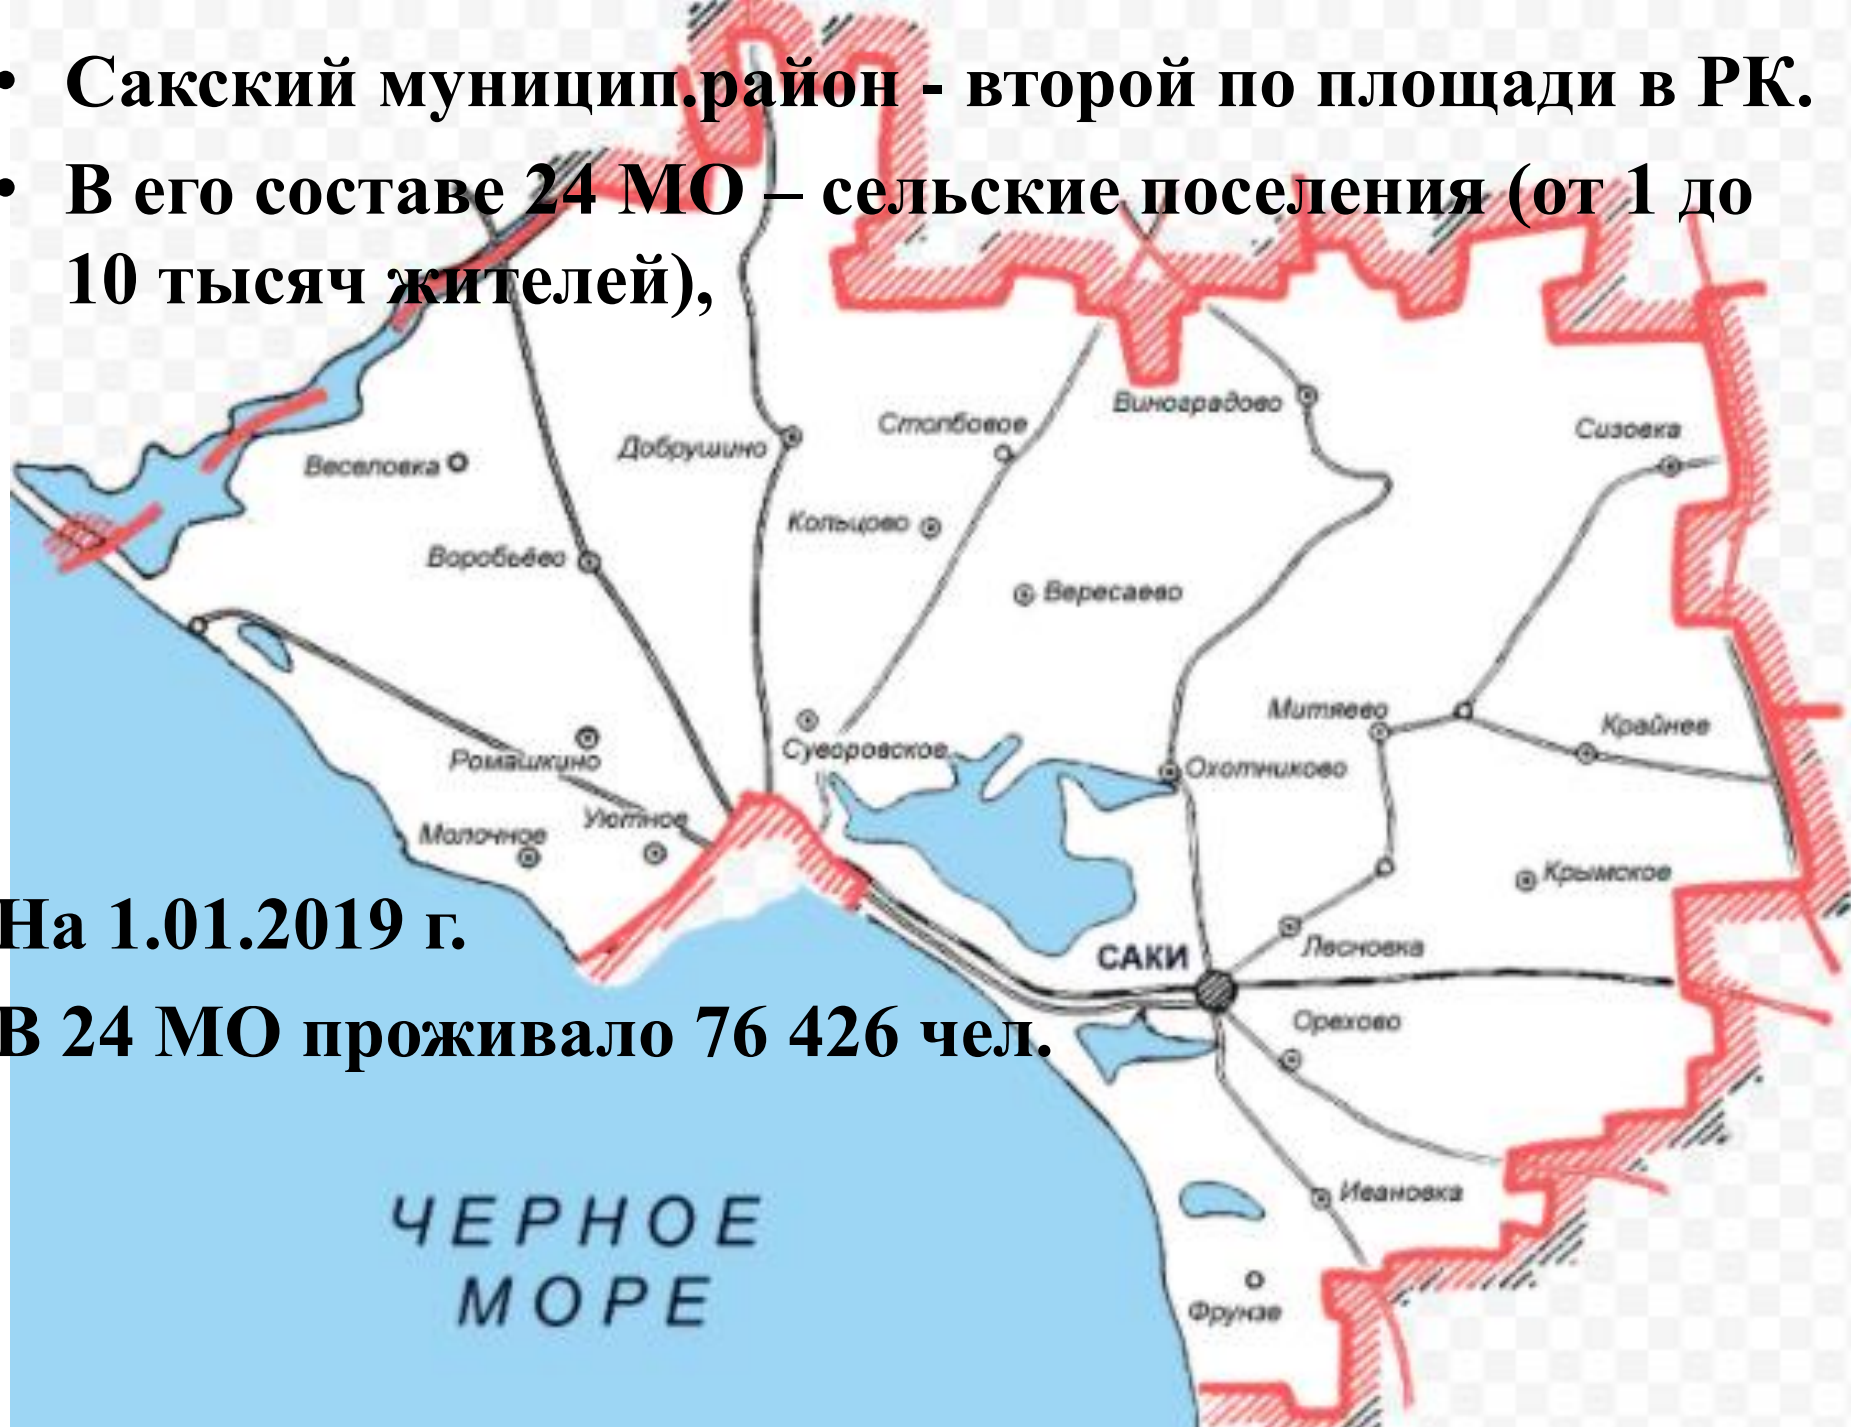 • Сакский муницип.район - второй по площади в РК.
• В его составе 24 МО – сельские поселения (от 1 до
10 тысяч жителей),
Виноградово
Столбовое
Сизовка
Добрушино
Веселовка
Кольцово
Воробьёво
Вересаево
Митяево
Крайнее
Суворовское
Ромашкино
Охотниково
Уютное
Молочное
Крымское
На 1.01.2019 г.
Лесновка
САКИ
Орехово
В 24 МО проживало 76 426 чел.
Ивановка
ЧЕРНОЕ
МОРЕ
Фрунзе